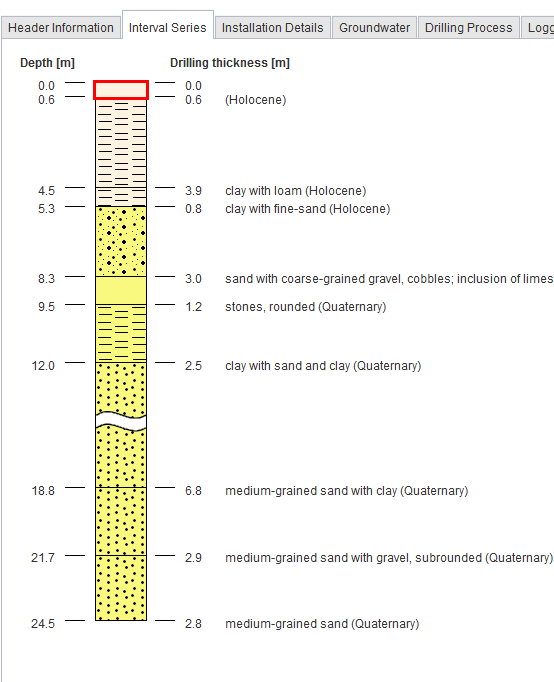 Header Information Interval Series Installation Details Groundwater Drilling Process Logg
Depth [m] Drilling thickness [m]
0.0 0.0
0.6 0.6 (Holocene)
4.5 3.9 clay with loam (Holocene)
5.3 0.8 clay with fine-sand (Holocene)
8.3 3.0 sand with coarse-grained gravel, cobbles; inclusion of limes
9.5 1.2 stones, rounded (Quaternary)
12.0 2.5 clay with sand and clay (Quaternary)
18.8 6.8 medium-grained sand with clay (Quaternary)
21.7 2.9 medium-grained sand with gravel, subrounded (Quaternary)
24.5 2.8 medium-grained sand (Quaternary)